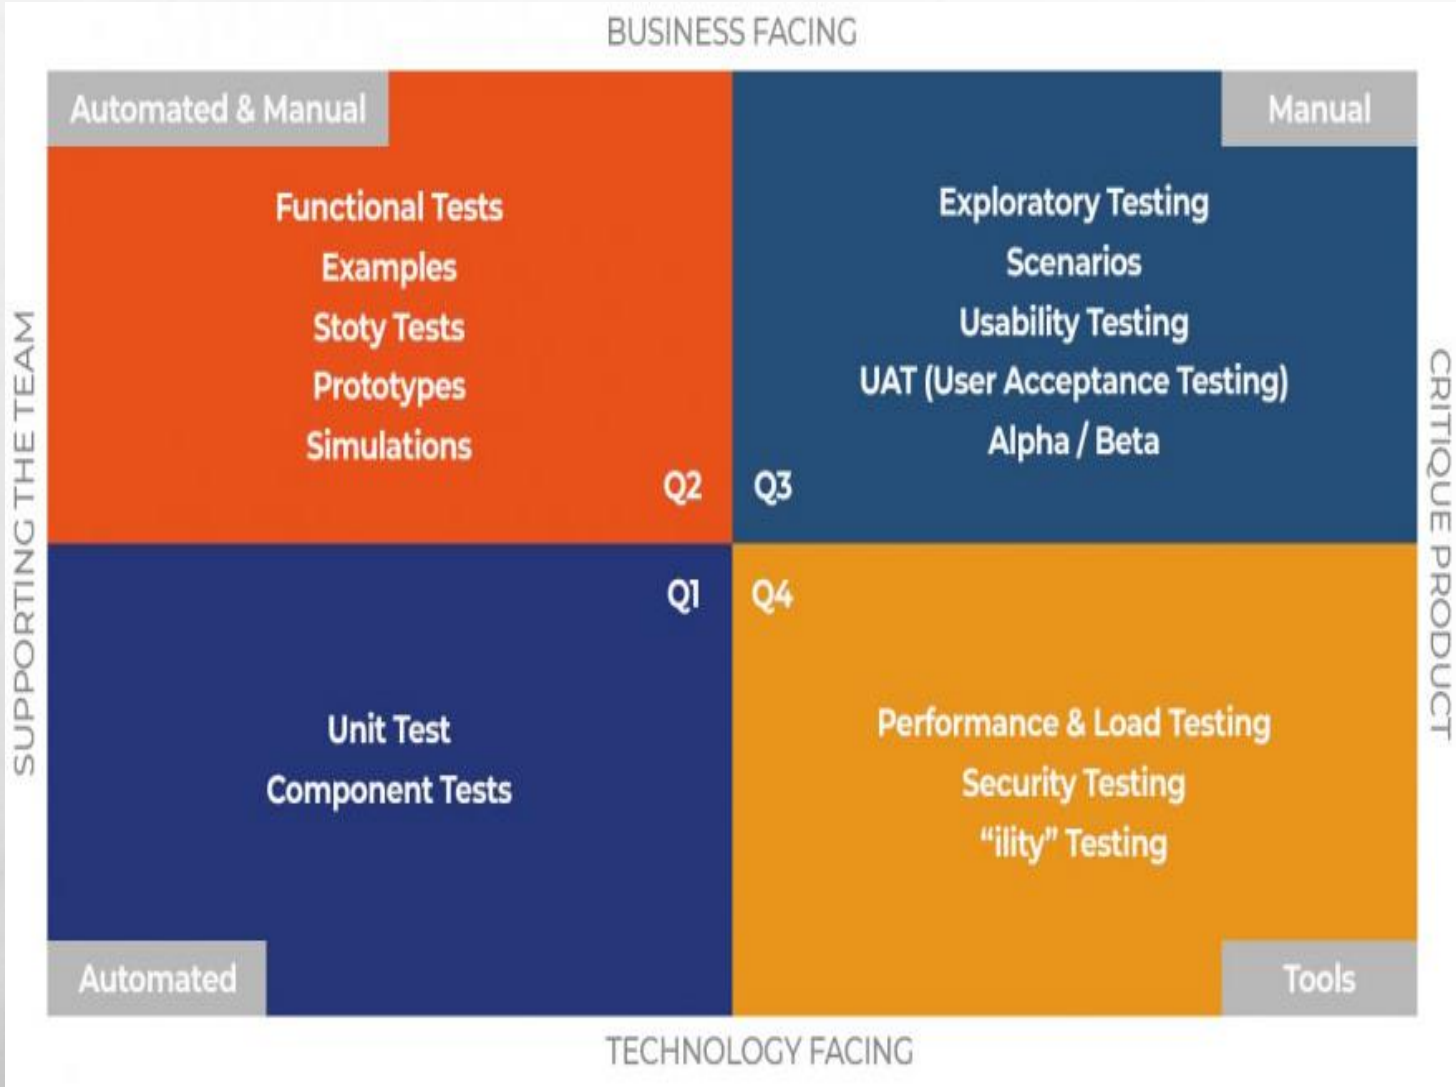 BUSINESS FACING
Automated & Manual
Manual
Functional Tests
Examples
Stoty Tests
Prototypes
Simulations
Q2
Exploratory Testing
Scenarios
Usability Testing
UAT (User Acceptance Testing)
Alpha / Beta
Q3
SUPPORTING THE TEAM
CRITIQUE PRODUCT
Q1
Unit Test
Component Tests
Automated
Q4
Performance & Load Testing
Security Testing
“ility” Testing
Tools
TECHNOLOGY FACING